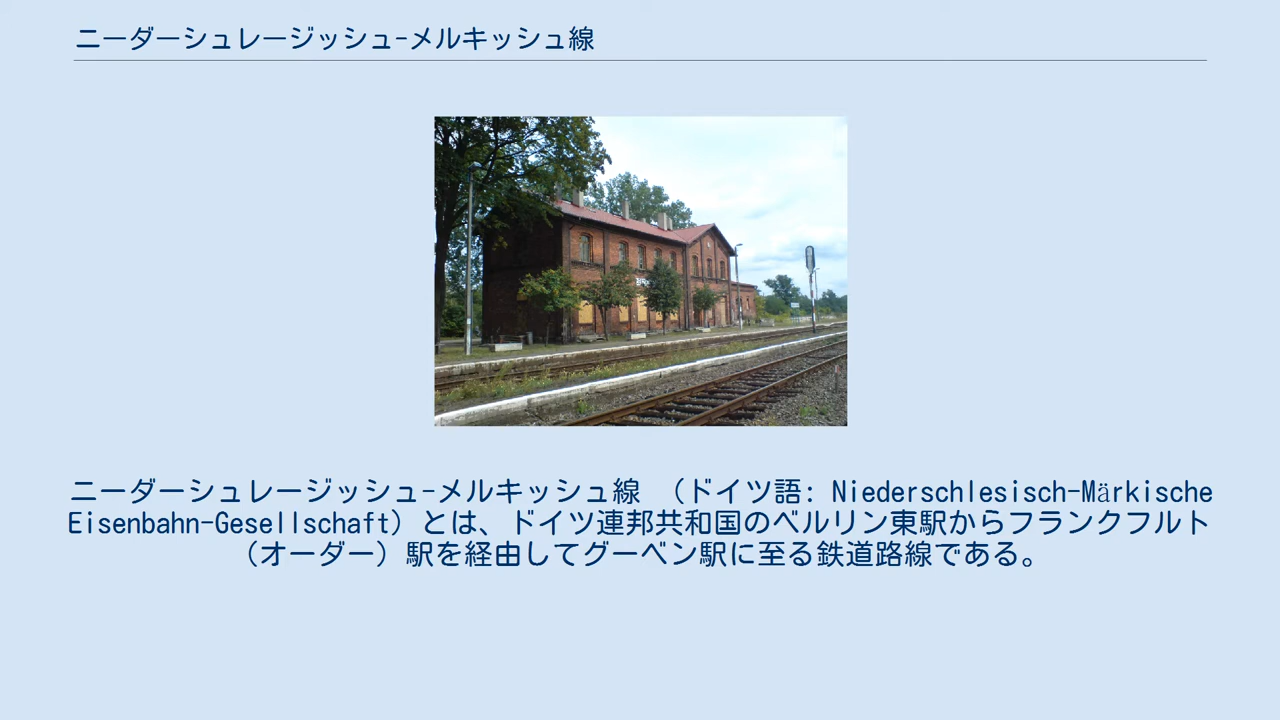 ニーダーシュレージッシュ-メルキッシュ線
ニーダーシュレージッシュ-メルキッシュ線 （ドイツ語: Niederschlesisch-Märkische
Eisenbahn-Gesellschaft）とは、ドイツ連邦共和国のベルリン東駅からフランクフルト
（オーダー）駅を経由してグーベン駅に至る鉄道路線である。